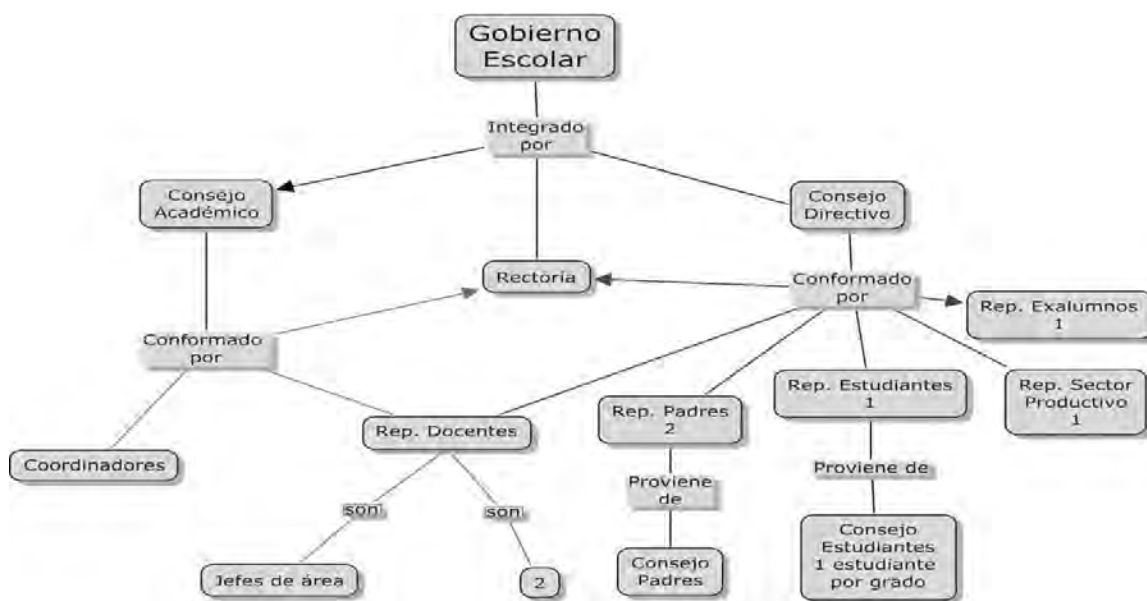 Gobierno
Escolar
Integrado
por
Consejo
Académico
Consejo
Directivo
Rectoría
Conformado
por
Rep. Exalumnos
1
Conformado
por
Rep. Docentes
Rep. Padres
2
Rep. Estudiantes
1
Rep. Sector
Productivo
1
Coordinadores
Proviene
de
Proviene de
son
son
Jefes de área
2
Consejo
Padres
Consejo
Estudiantes
1 estudiante
por grado